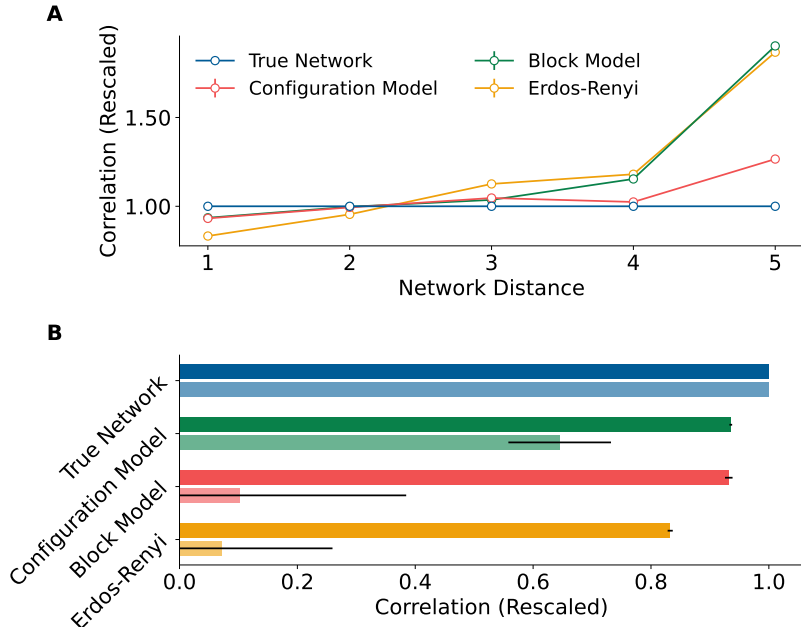 A
Correlation (Rescaled)
1.50
1.00
True Network
Configuration Model
Block Model
Erdos-Renyi
1 2 3 4 5
Network Distance
B
True Network
Configuration Model
Block Model
Erdos-Renyi
0.0 0.2 0.4 0.6 0.8 1.0
Correlation (Rescaled)